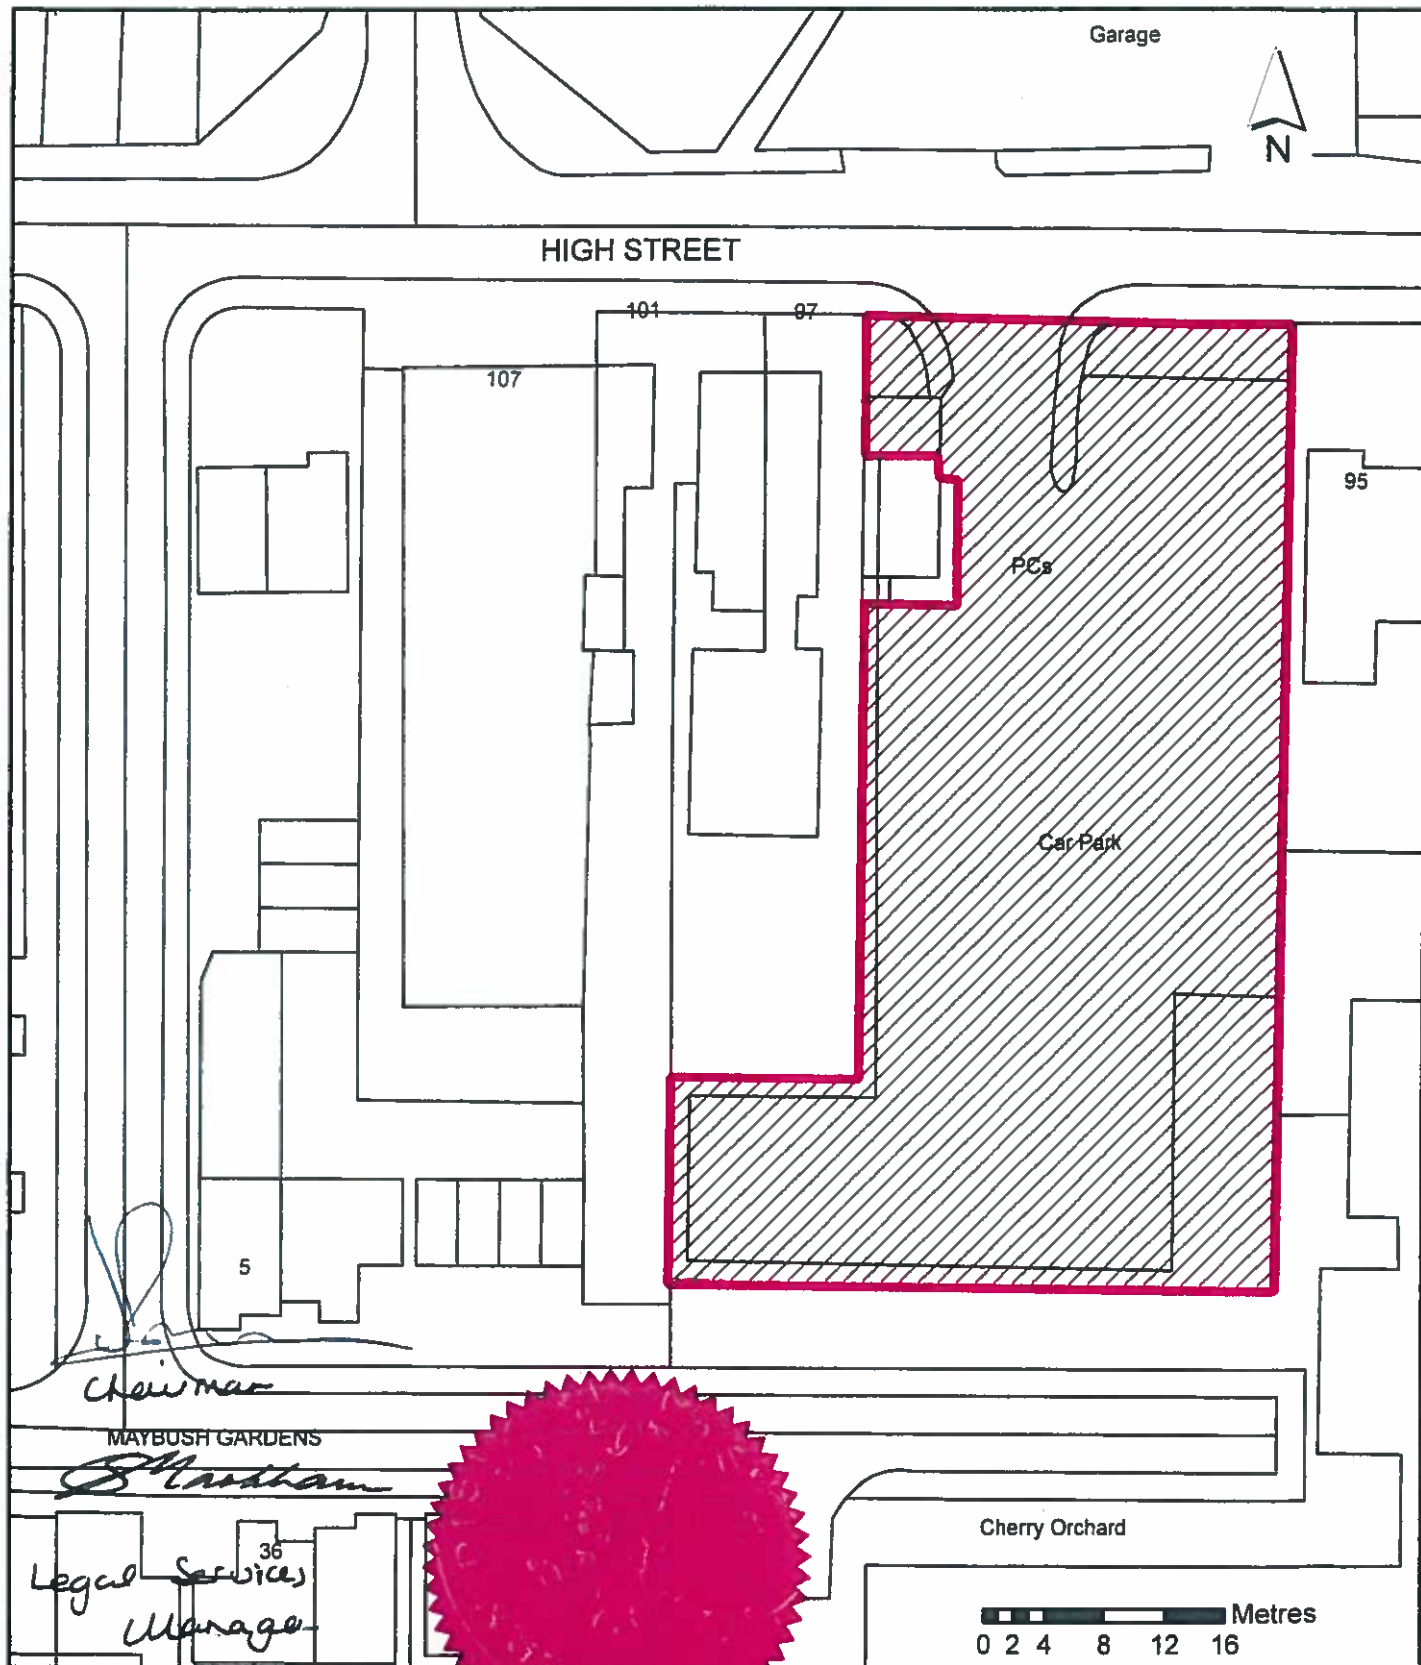 Garage
N
HIGH STREET
101
97
107
95
PCs
Car Park
5
Chairman
MAYBUSH GARDENS
Cherry Orchard
36
Legal Services
Manager
Metres
0 2 4 8 12 16